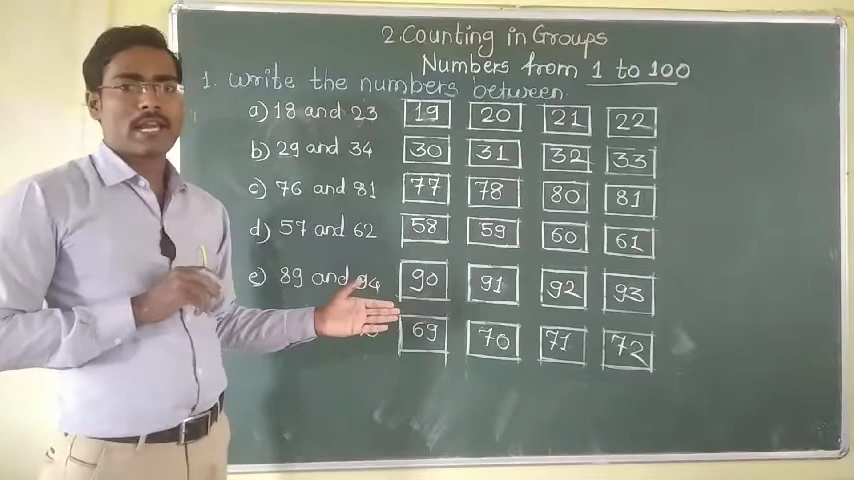 2. Counting in Groups
Numbers from 1 to 100
1. Write the numbers between.
a) 18 and 23 19 20 21 22
b) 29 and 34 30 31 32 33
c) 76 and 81 77 78 80 81
d) 57 and 62 58 59 60 61
e) 89 and 94 90 91 92 93
69 70 71 72